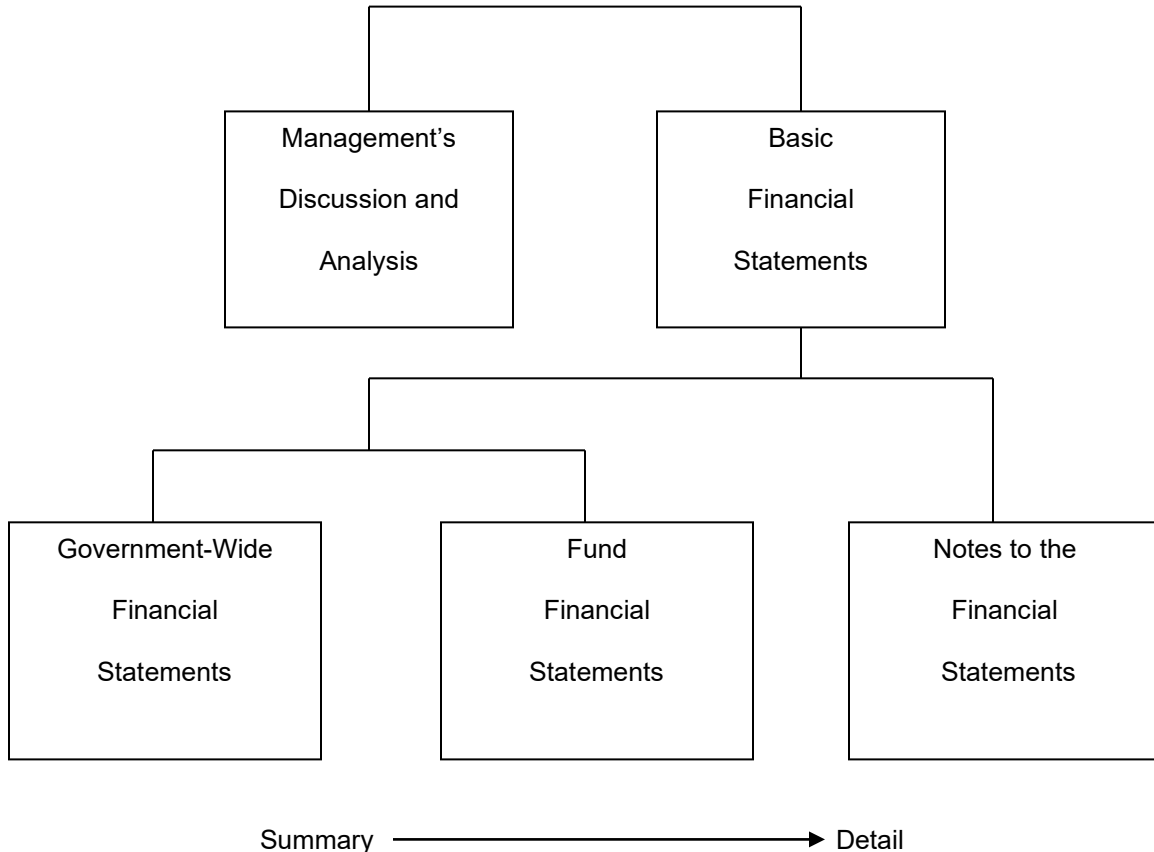 Management’s
Discussion and
Analysis
Basic
Financial
Statements
Government-Wide
Financial
Statements
Fund
Financial
Statements
Notes to the
Financial
Statements
Summary
Detail